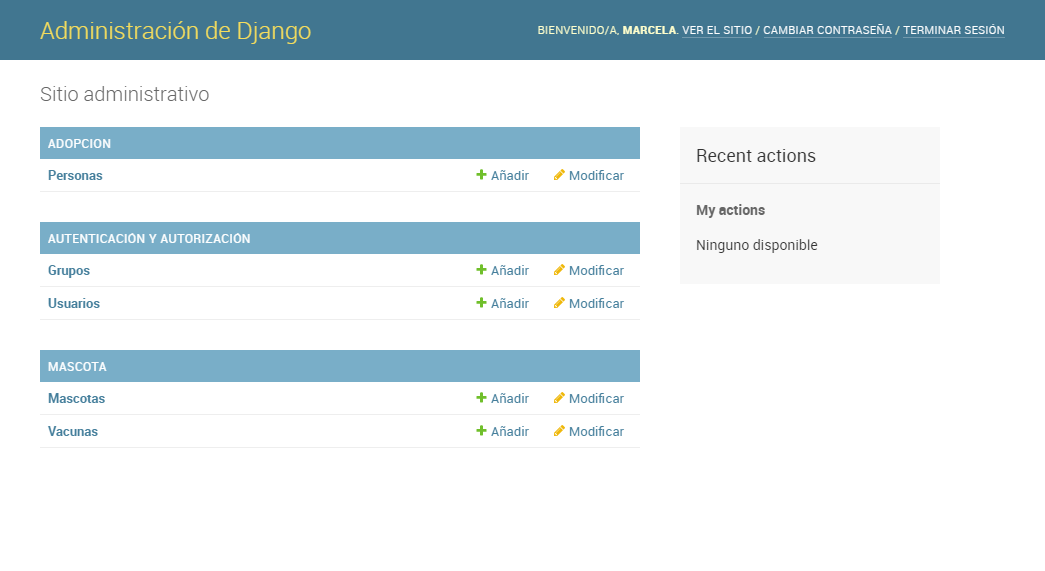 Administración de Django
BIENVENIDO/A, MARCELA. VER EL SITIO / CAMBIAR CONTRASEÑA / TERMINAR SESIÓN
Sitio administrativo
ADOPCION
Personas Añadir Modificar
AUTENTICACIÓN Y AUTORIZACIÓN
Grupos Añadir Modificar
Usuarios Añadir Modificar
MASCOTA
Mascotas Añadir Modificar
Vacunas Añadir Modificar
Recent actions
My actions
Ninguno disponible